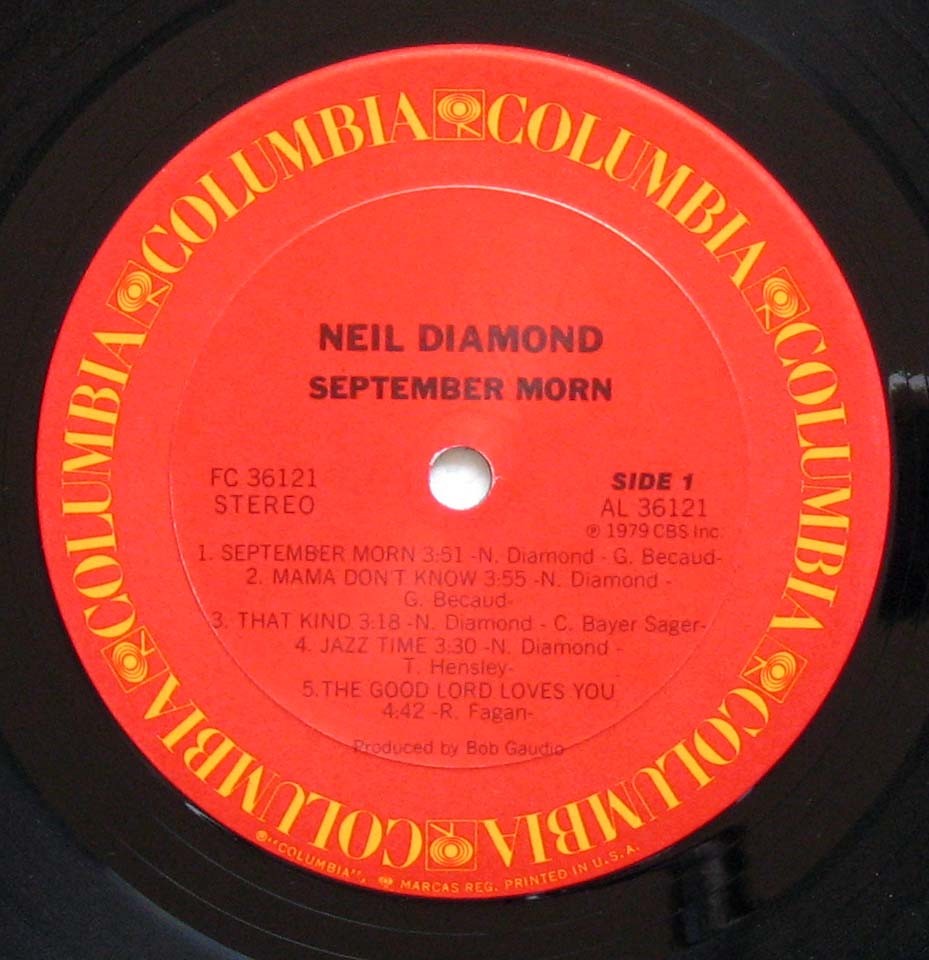 COLUMBIA COLUMBIA COLUMBIA COLUMBIA COLUMBIA COLUMBIA
NEIL DIAMOND
SEPTEMBER MORN
FC 36121
STEREO
SIDE 1
AL 36121
℗ 1979 CBS Inc.
1. SEPTEMBER MORN 3:51 -N. Diamond - G. Becaud-
2. MAMA DON'T KNOW 3:55 -N. Diamond -
G. Becaud-
3. THAT KIND 3:18 -N. Diamond - C. Bayer Sager-
4. JAZZ TIME 3:30 -N. Diamond -
T. Hensley-
5.THE GOOD LORD LOVES YOU
4:42 -R. Fagan-
Produced by Bob Gaudio
®"COLUMBIA", MARCAS REG. PRINTED IN U.S.A.